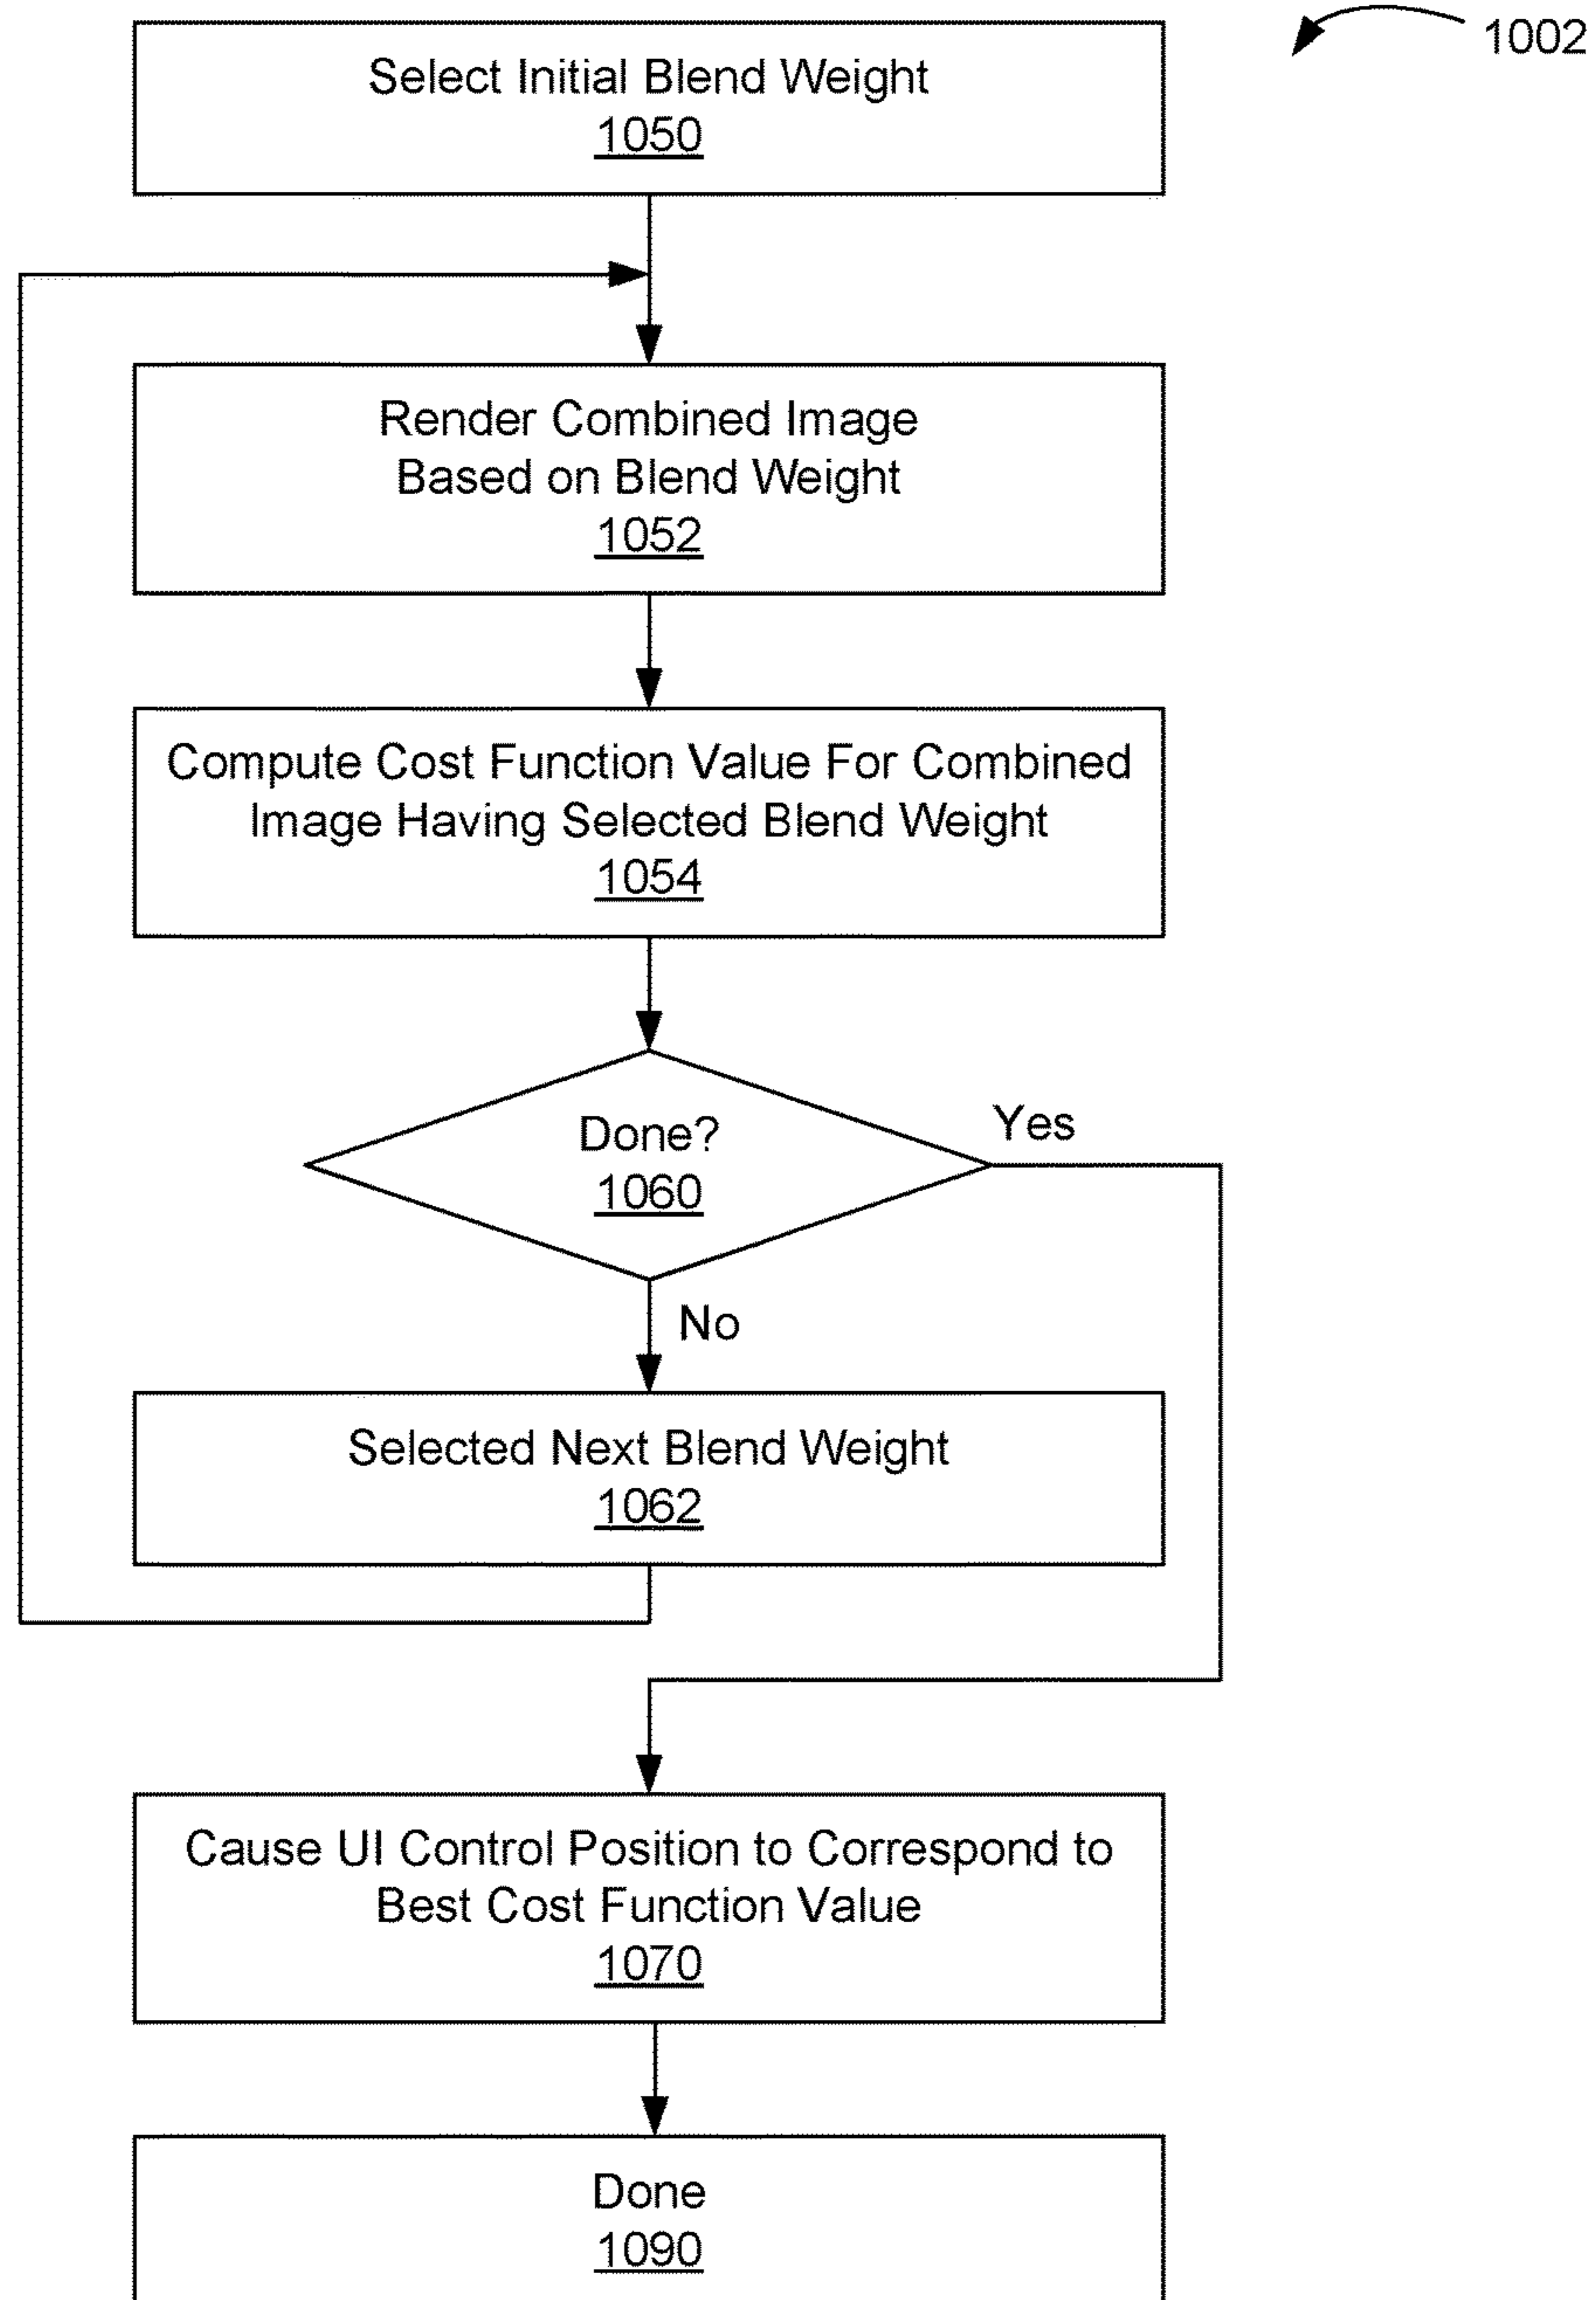 1002
Select Initial Blend Weight
1050
Render Combined Image
Based on Blend Weight
1052
Compute Cost Function Value For Combined
Image Having Selected Blend Weight
1054
Done?
1060
Yes
No
Selected Next Blend Weight
1062
Cause UI Control Position to Correspond to
Best Cost Function Value
1070
Done
1090